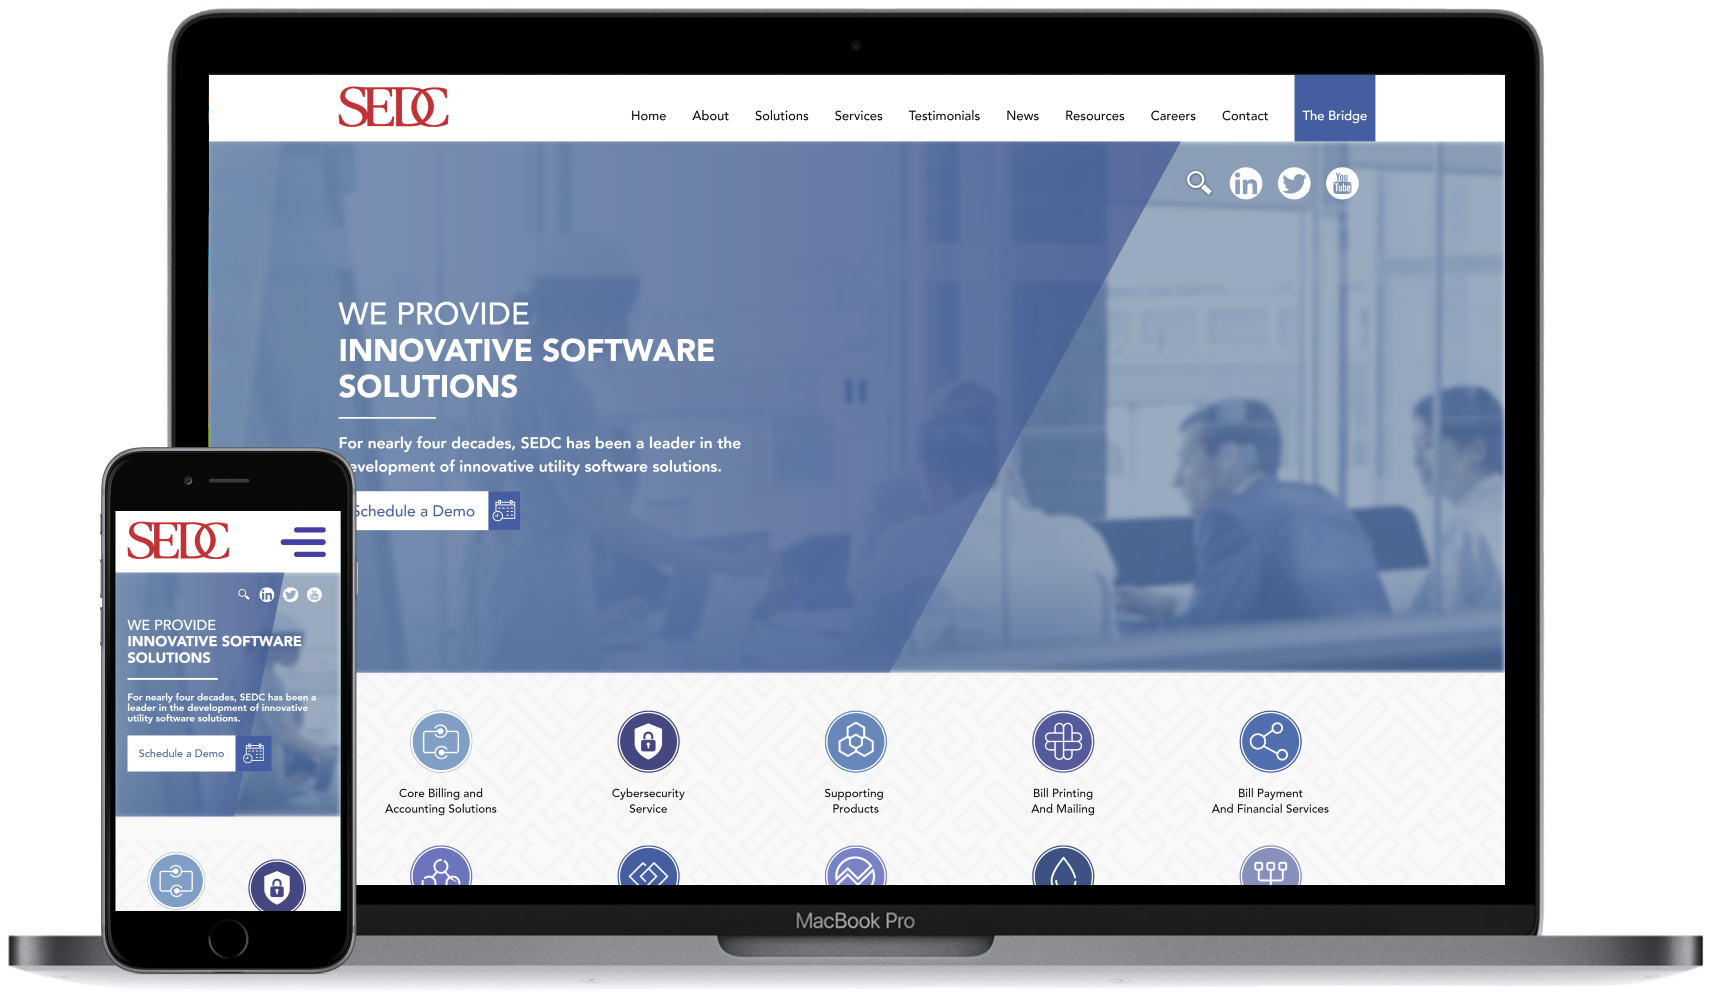 SEDC
Home About Solutions Services Testimonials News Resources Careers Contact The Bridge
in
You
Tube
WE PROVIDE
INNOVATIVE SOFTWARE
SOLUTIONS
For nearly four decades, SEDC has been a leader in the
evelopment of innovative utility software solutions.
Schedule a Demo
Core Billing and
Accounting Solutions
Cybersecurity
Service
Supporting
Products
Bill Printing
And Mailing
Bill Payment
And Financial Services
MacBook Pro
SEDC
in
You
Tube
WE PROVIDE
INNOVATIVE SOFTWARE
SOLUTIONS
For nearly four decades, SEDC has been a
leader in the development of innovative
utility software solutions.
Schedule a Demo